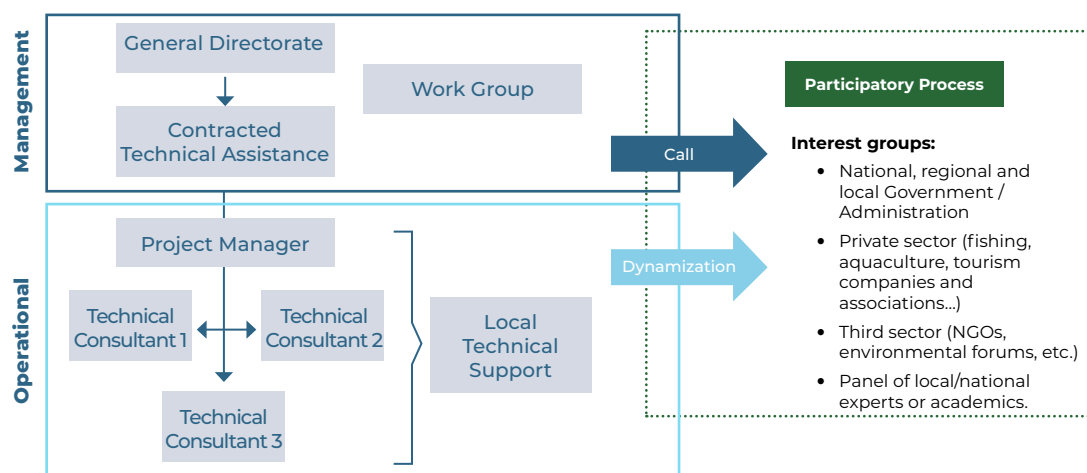 Management
General Directorate
Contracted
Technical Assistance
Work Group
Call
Operational
Project Manager
Technical
Consultant 1
Technical
Consultant 2
Technical
Consultant 3
Local
Technical
Support
Dynamization
Participatory Process
Interest groups:
• National, regional and
local Government /
Administration
• Private sector (fishing,
aquaculture, tourism
companies and
associations...)
• Third sector (NGOs,
environmental forums, etc.)
• Panel of local/national
experts or academics.